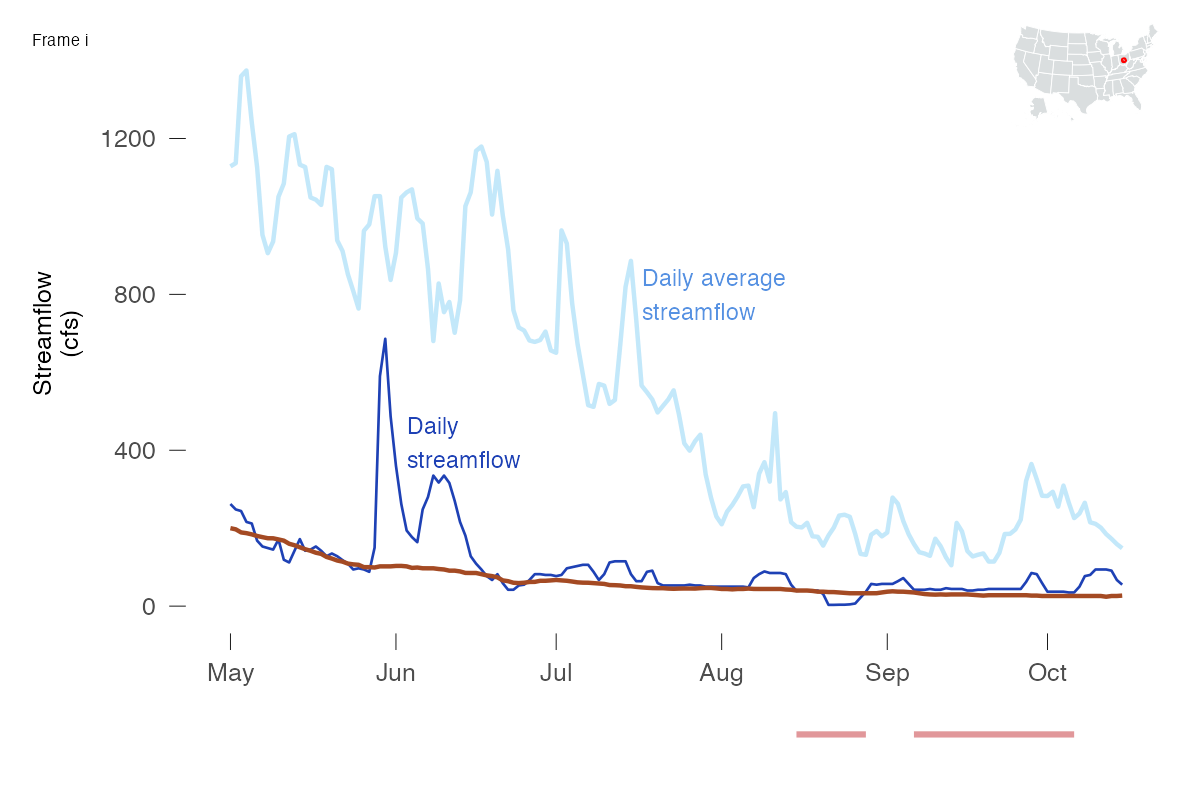 Frame i
1200
800
400
0
Streamflow
(cfs)
Daily average
streamflow
Daily
streamflow
May
Jun
Jul
Aug
Sep
Oct